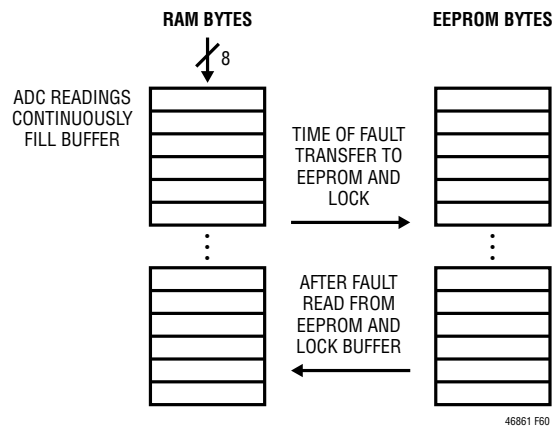 RAM BYTES
EEPROM BYTES
8
ADC READINGS
CONTINUOUSLY
FILL BUFFER
TIME OF FAULT
TRANSFER TO
EEPROM AND
LOCK
AFTER FAULT
READ FROM
EEPROM AND
LOCK BUFFER
46861 F60